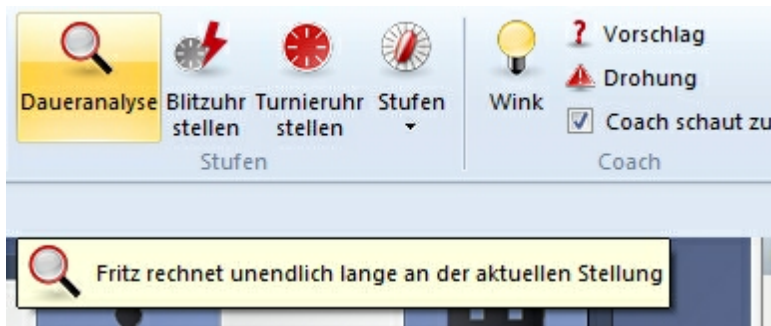 Daueranalyse
Blitzuhr
stellen
Turnieruhr
stellen
Stufen
Stufen
Wink
? Vorschlag
Drohung
Coach schaut zu
Coach
Fritz rechnet unendlich lange an der aktuellen Stellung